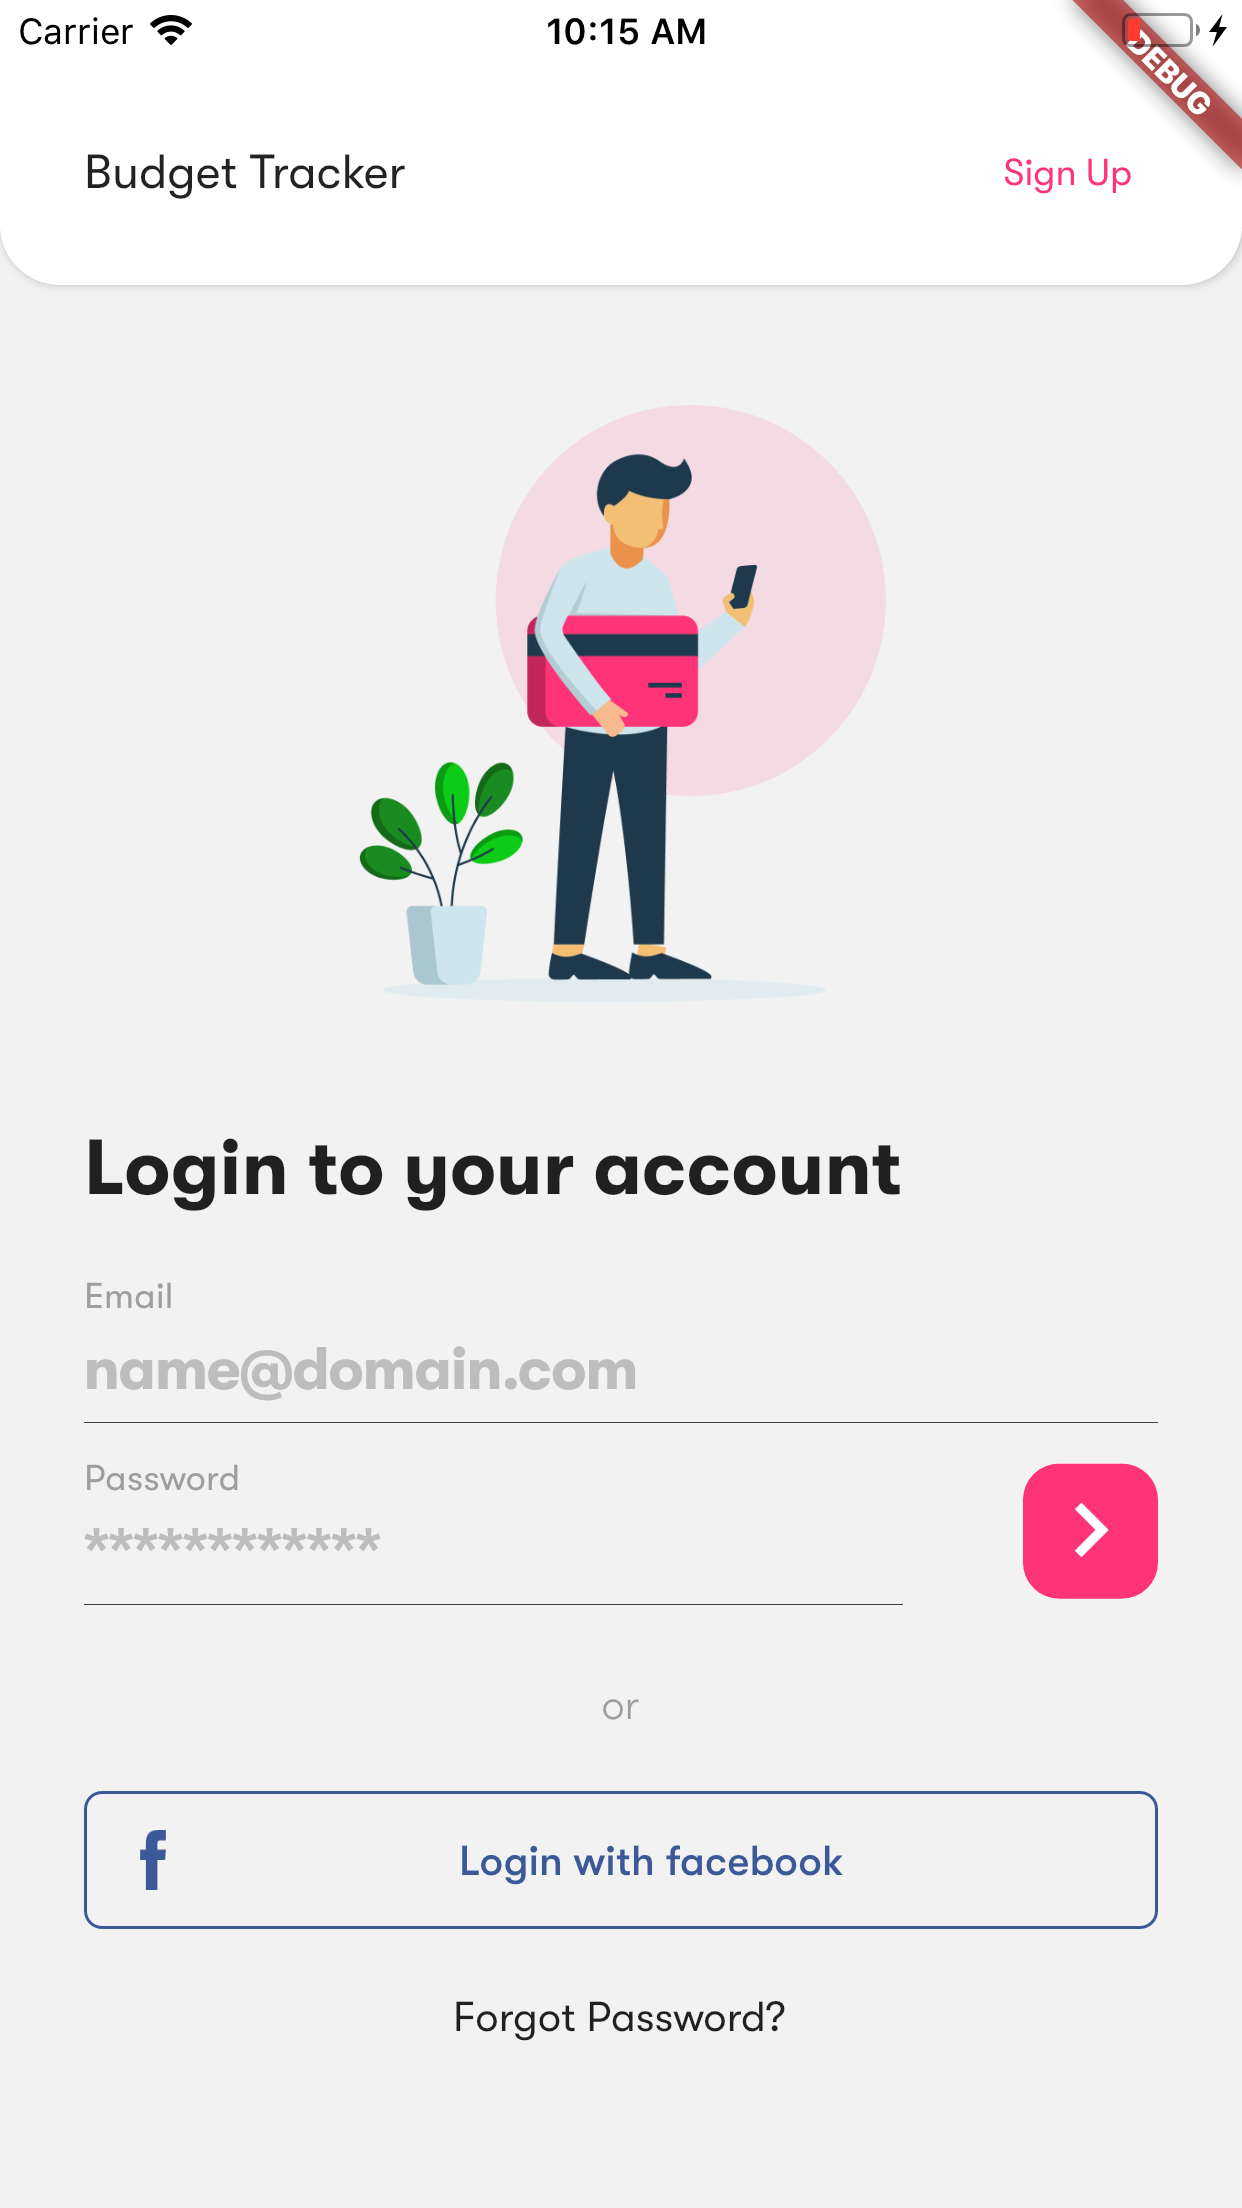 Carrier 10:15 AM
DEBUG
Budget Tracker Sign Up
Login to your account
Email
name@domain.com
Password
************
or
f Login with facebook
Forgot Password?